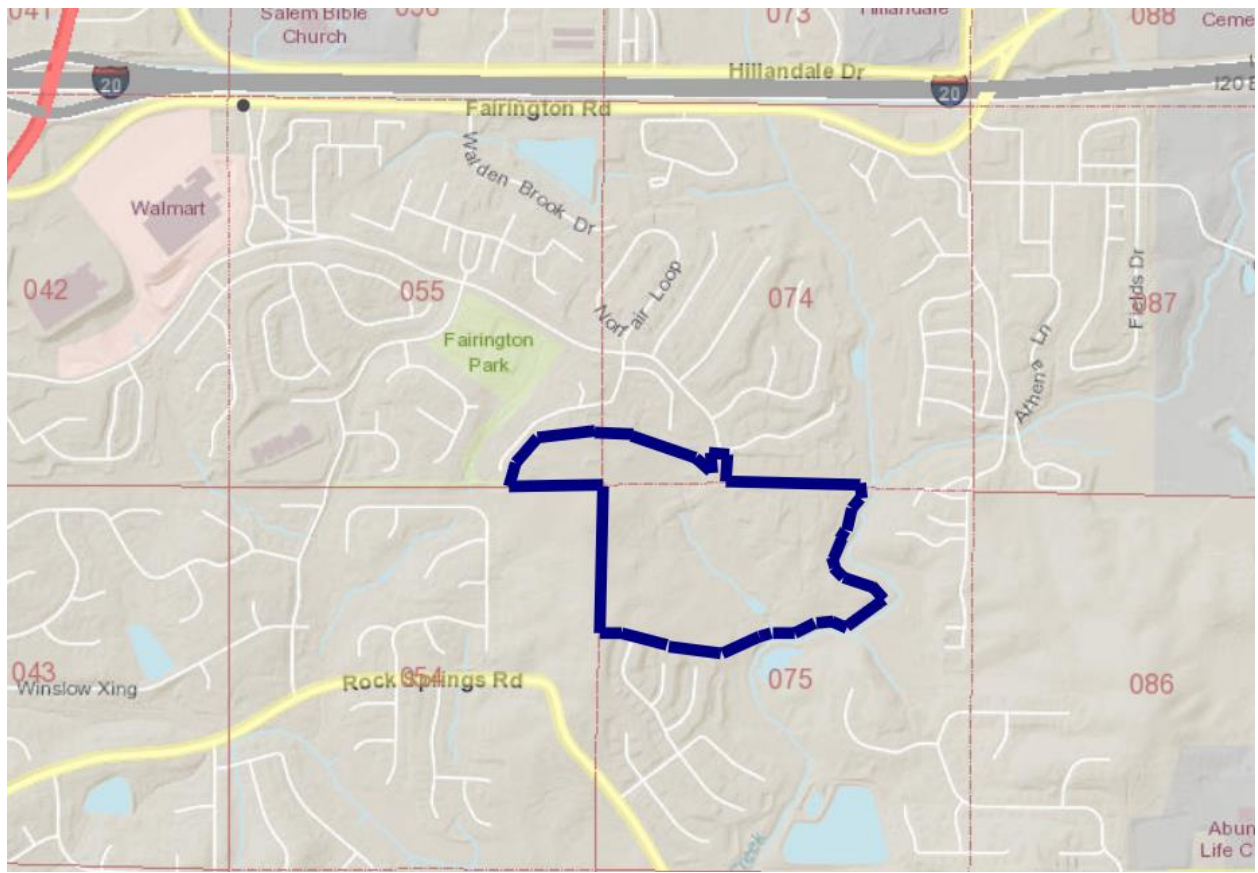 041
Salem Bible
Church
056
073
Hillandale
088
Ceme
20
Hillandale Dr
20
I20 E
Fairington Rd
Walden Brook Dr
Walmart
042
055
Norfair Loop
074
Fields Dr
087
Fairington
Park
Athena Ln
043
Winslow Xing
054
Rock Springs Rd
075
086
Creek
Abun
Life C